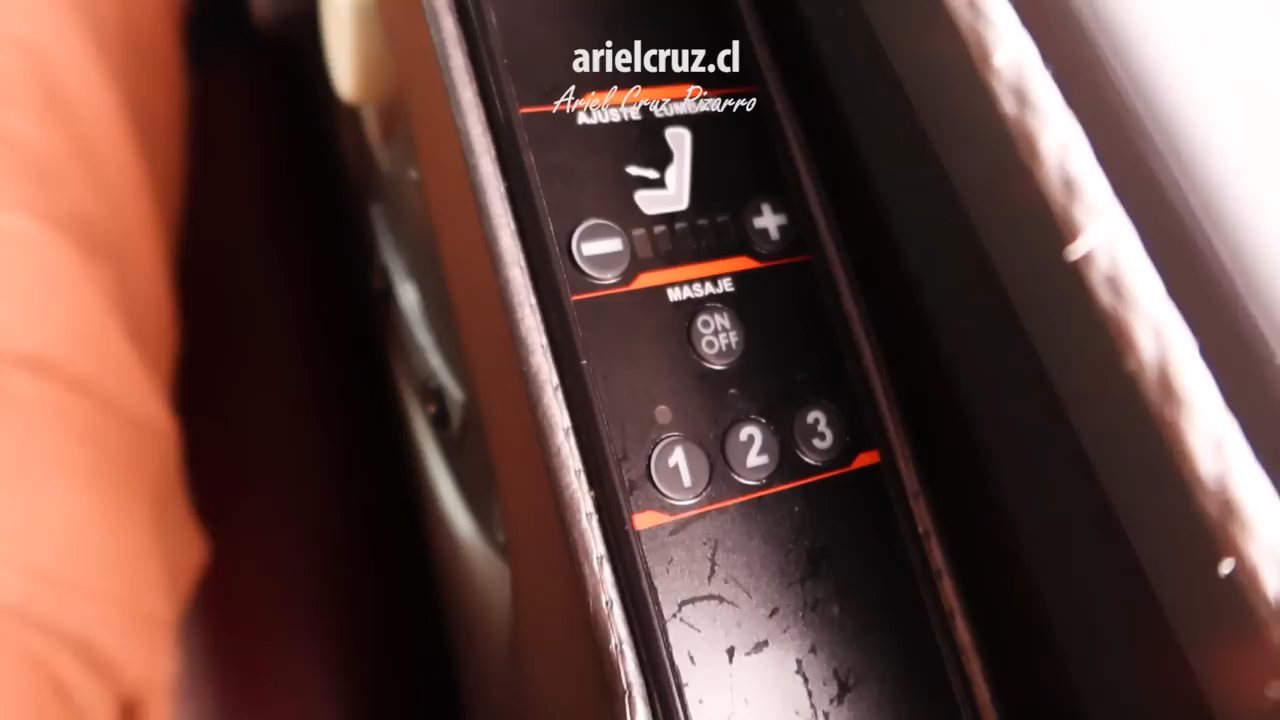 arielcruz.cl
Ariel Cruz Pizarro
AJUSTE
MASAJE
ON
OFF
1 2 3